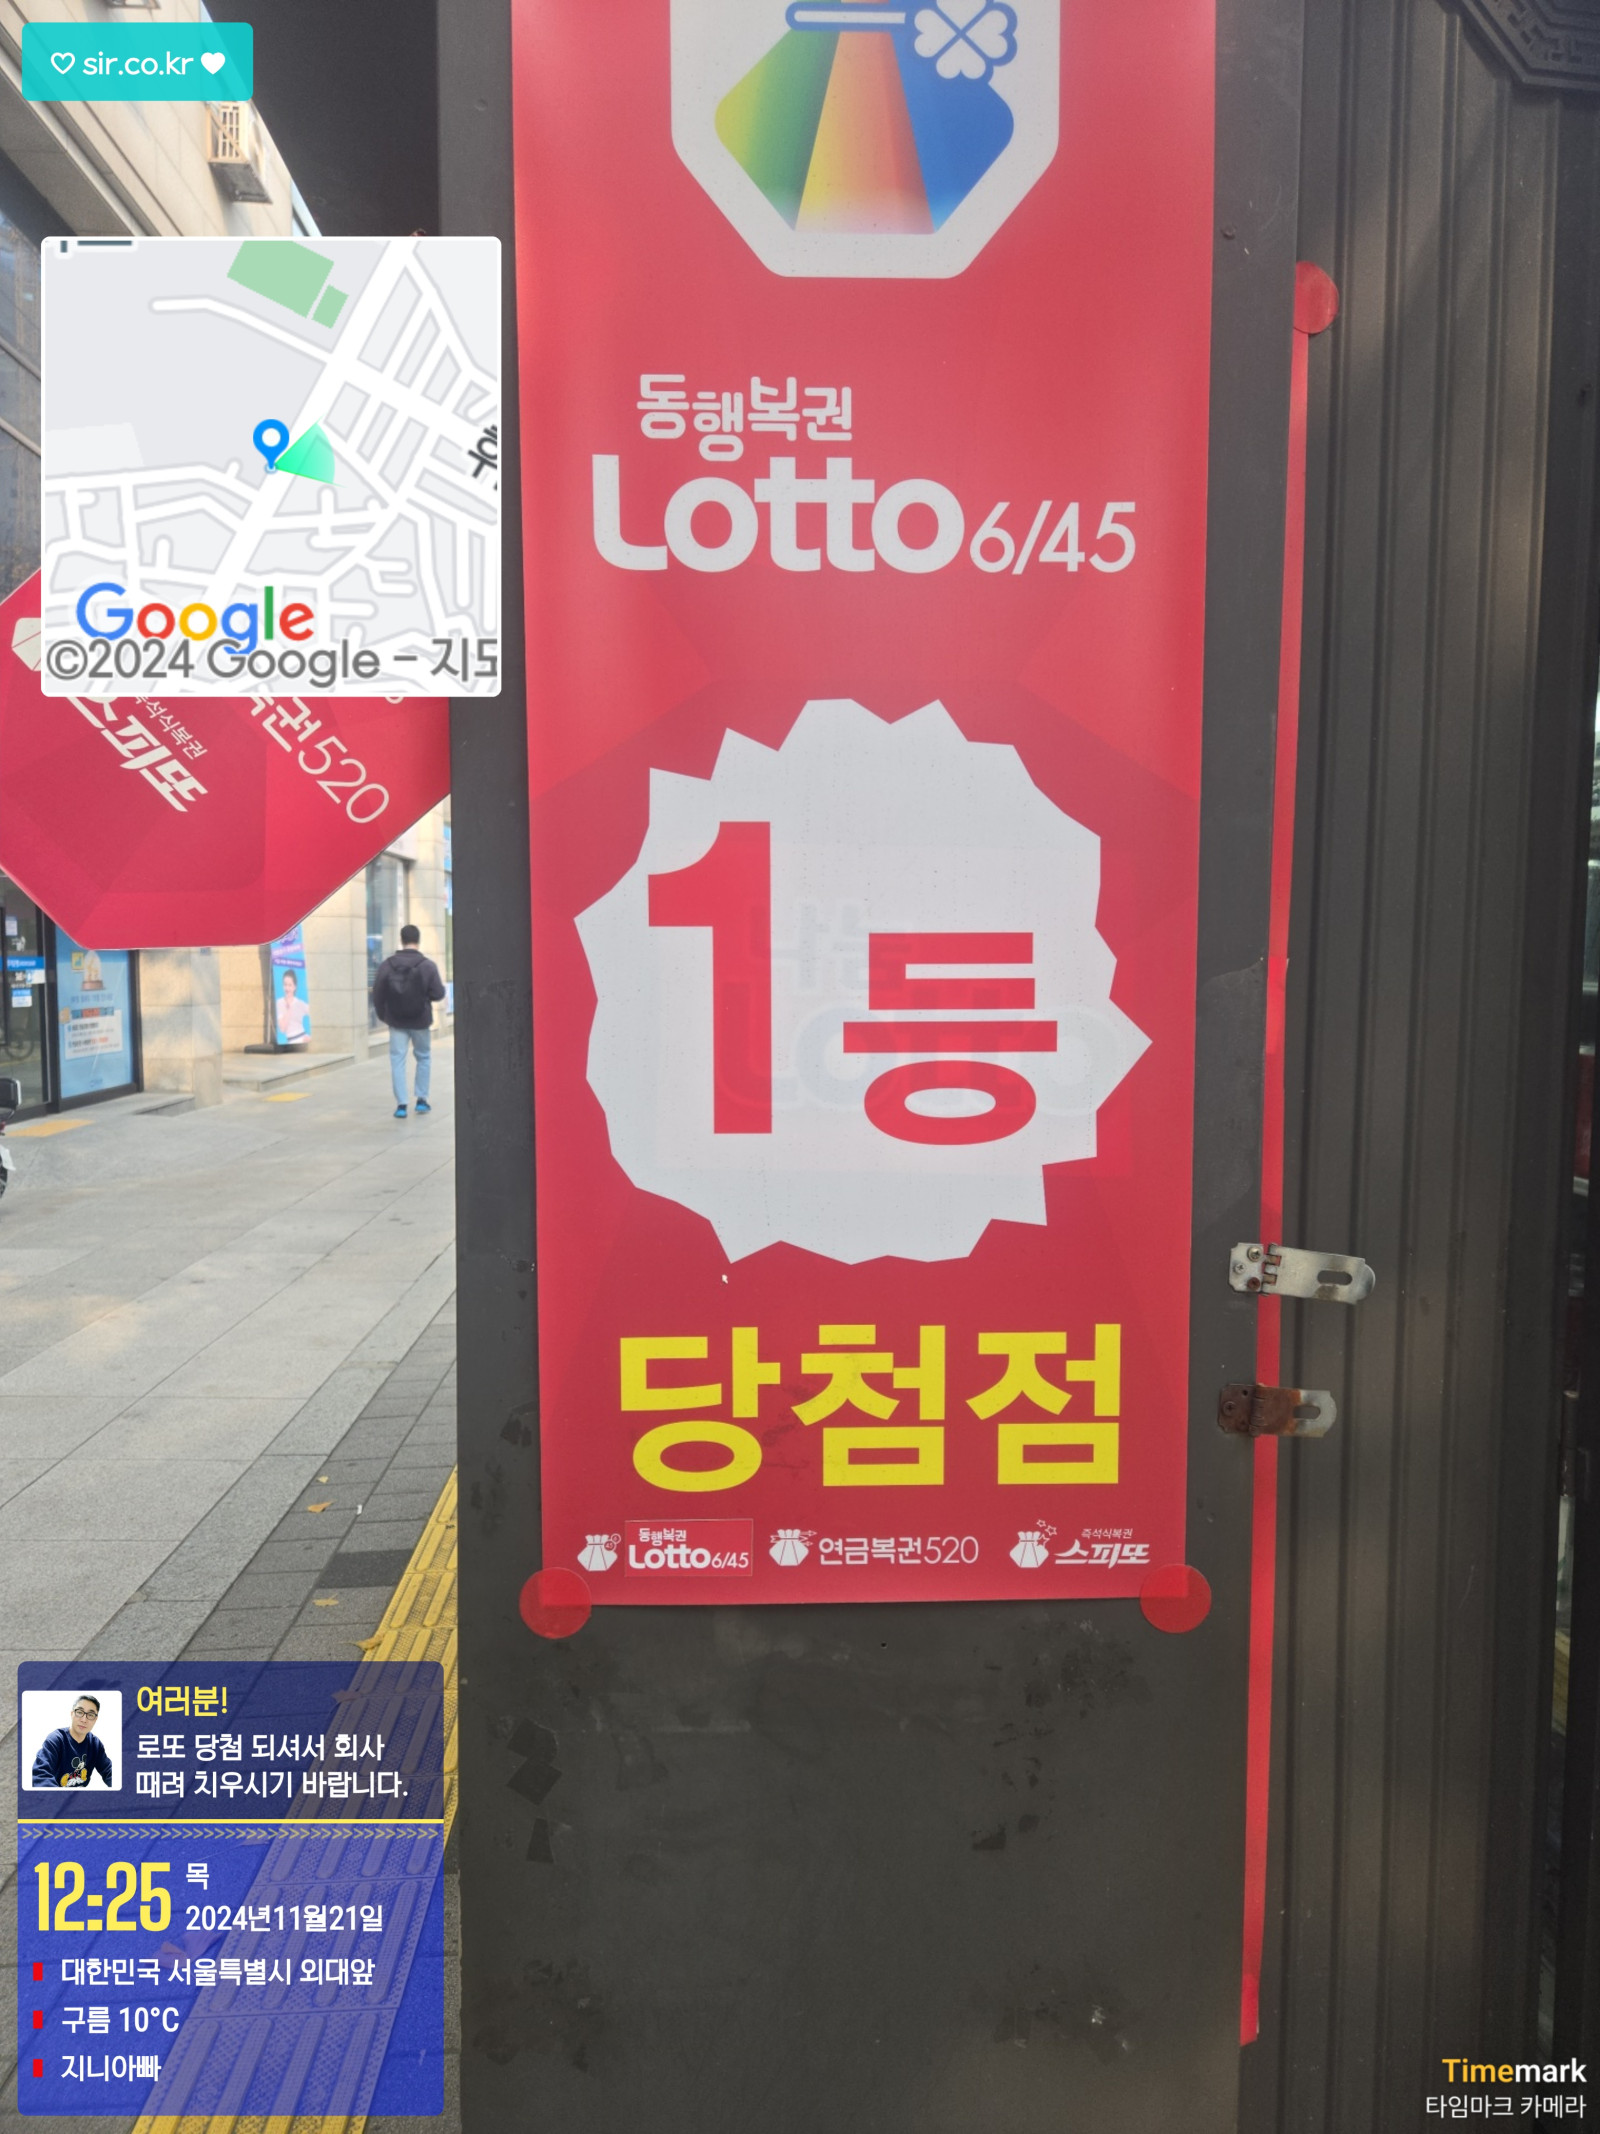 ♡ sir.co.kr ♥
Google
©2024 Google - 지도
복권520
즉석식복권
스피또
동행복권
Lotto 6/45
1등
당첨점
동행복권
Lotto 6/45
연금복권520
즉석식복권
스피또
여러분!
로또 당첨 되셔서 회사
때려 치우시기 바랍니다.
12:25 목
2024년11월21일
대한민국 서울특별시 외대앞
구름 10°C
지니아빠
Timemark
타임마크 카메라